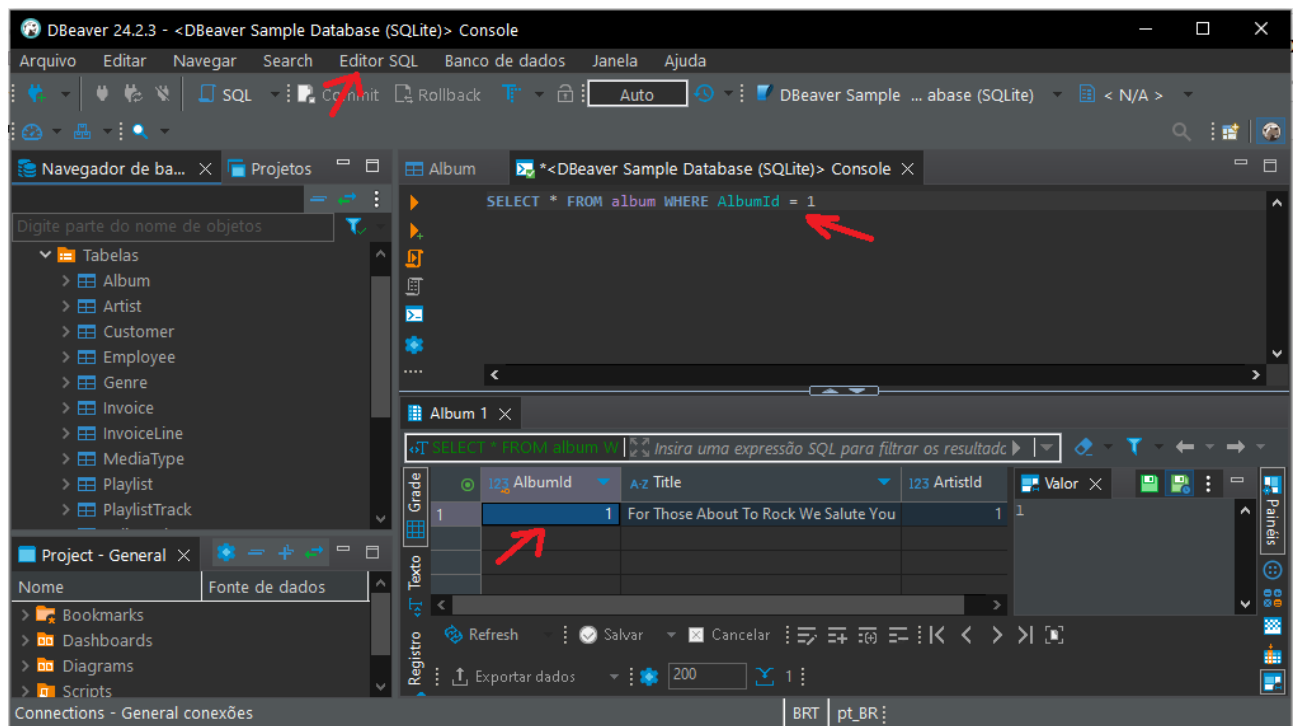 DBeaver 24.2.3 - <DBeaver Sample Database (SQLite)> Console
Arquivo Editar Navegar Search Editor SQL Banco de dados Janela Ajuda
SQL Commit Rollback Auto DBeaver Sample ... abase (SQLite) < N/A >
Navegador de ba... Projetos
Digite parte do nome de objetos
Tabelas
Album
Artist
Customer
Employee
Genre
Invoice
InvoiceLine
MediaType
Playlist
PlaylistTrack
Project - General
Nome Fonte de dados
Bookmarks
Dashboards
Diagrams
Scripts
Album *<DBeaver Sample Database (SQLite)> Console
SELECT * FROM album WHERE AlbumId = 1
Album 1
SELECT * FROM album W Insira uma expressão SQL para filtrar os resultadc
Grade
Texto
Registro
123 AlbumId A-Z Title 123 ArtistId
1 1 For Those About To Rock We Salute You 1
Valor
1
Painéis
Refresh Salvar Cancelar
Exportar dados 200 1
Connections - General conexões BRT pt_BR